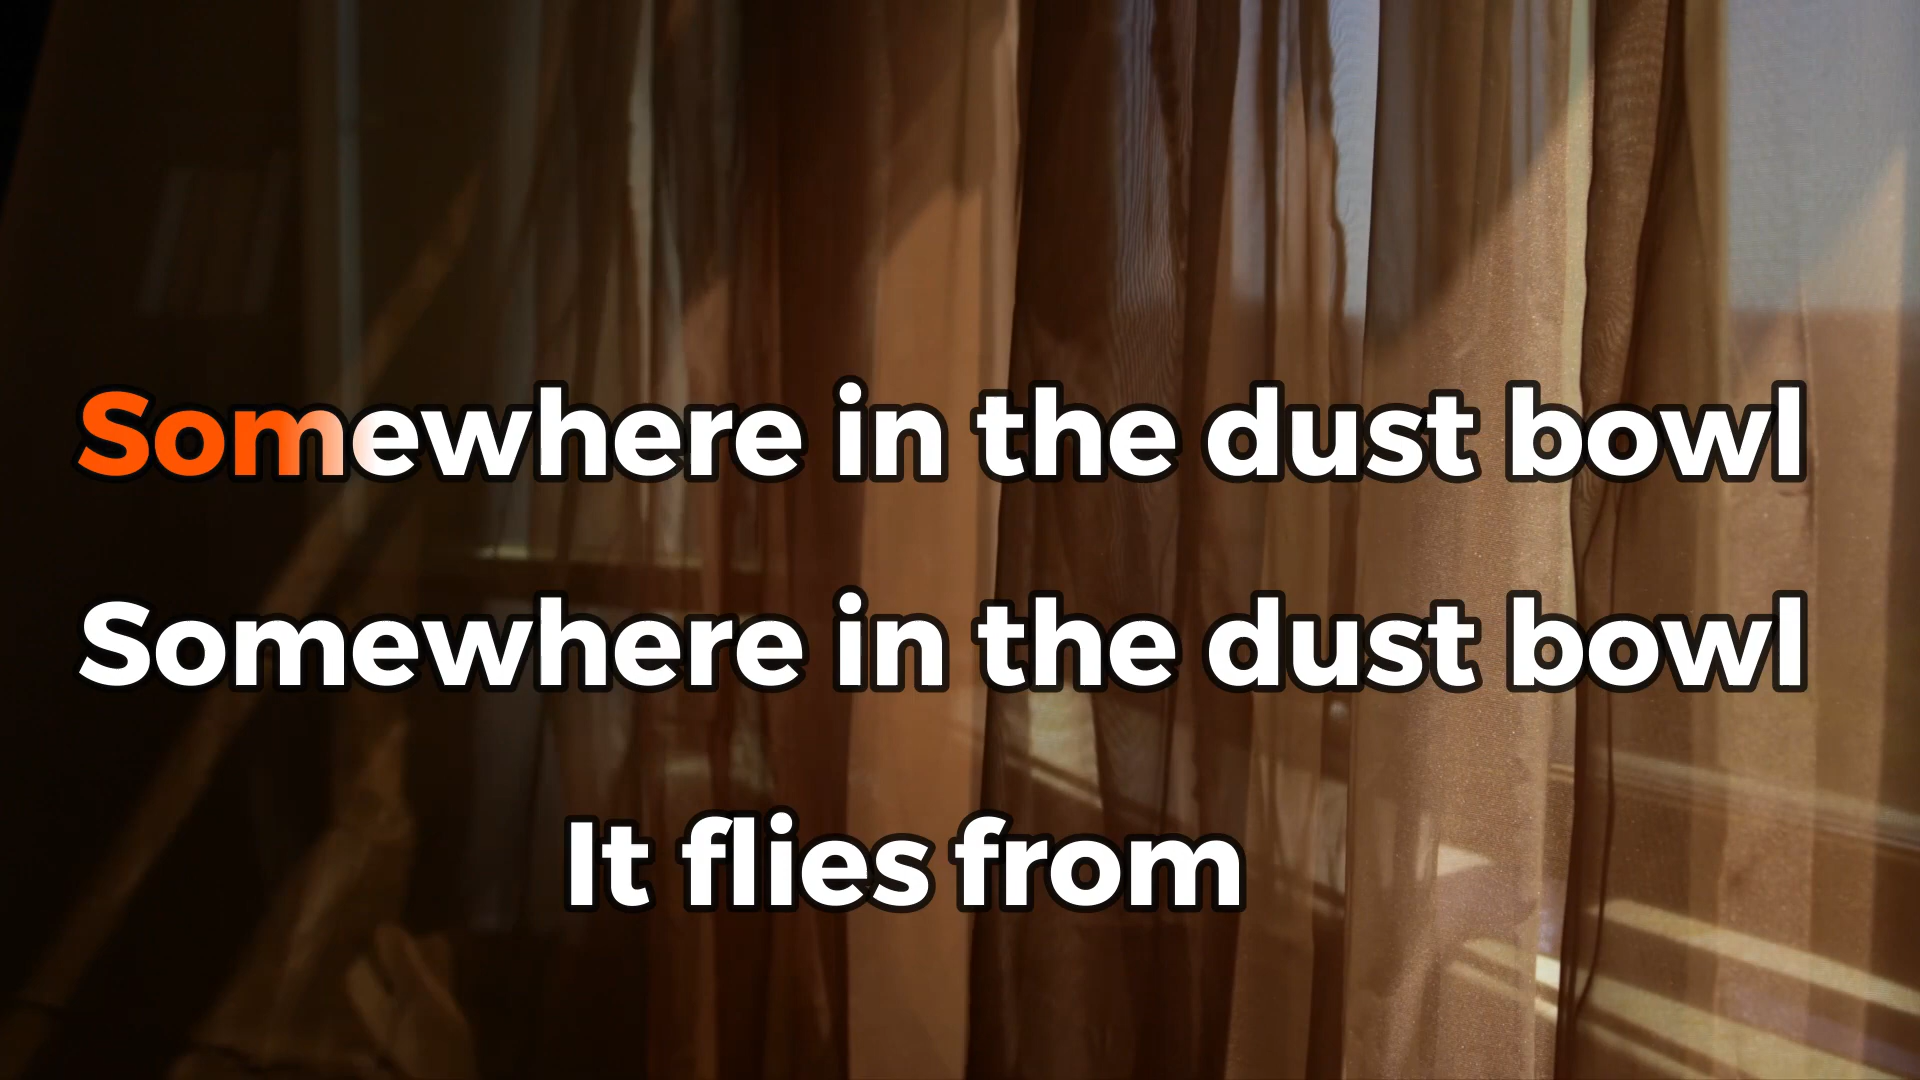 Somewhere in the dust bowl
Somewhere in the dust bowl
It flies from